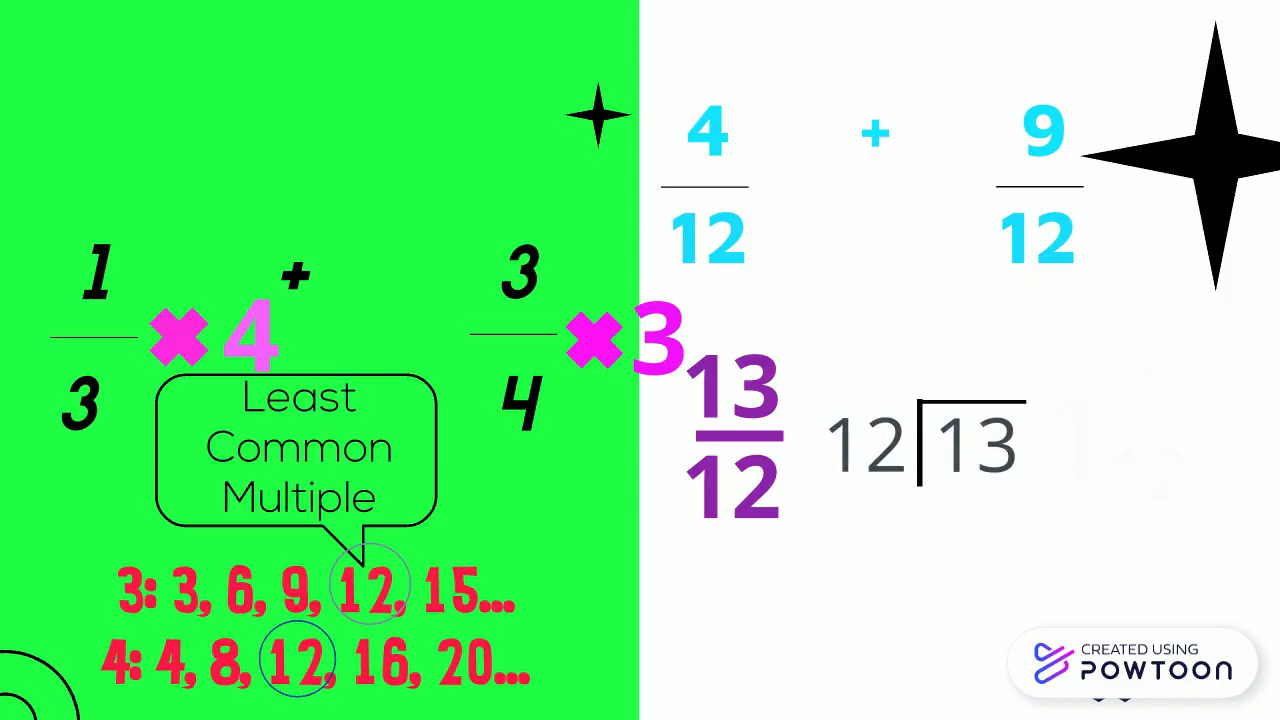 1 + 3
3 × 4 4 × 3
Least
Common
Multiple
3: 3, 6, 9, 12, 15...
4: 4, 8, 12, 16, 20...
4 + 9
12 12
13
12
12 13
CREATED USING
POWTOON